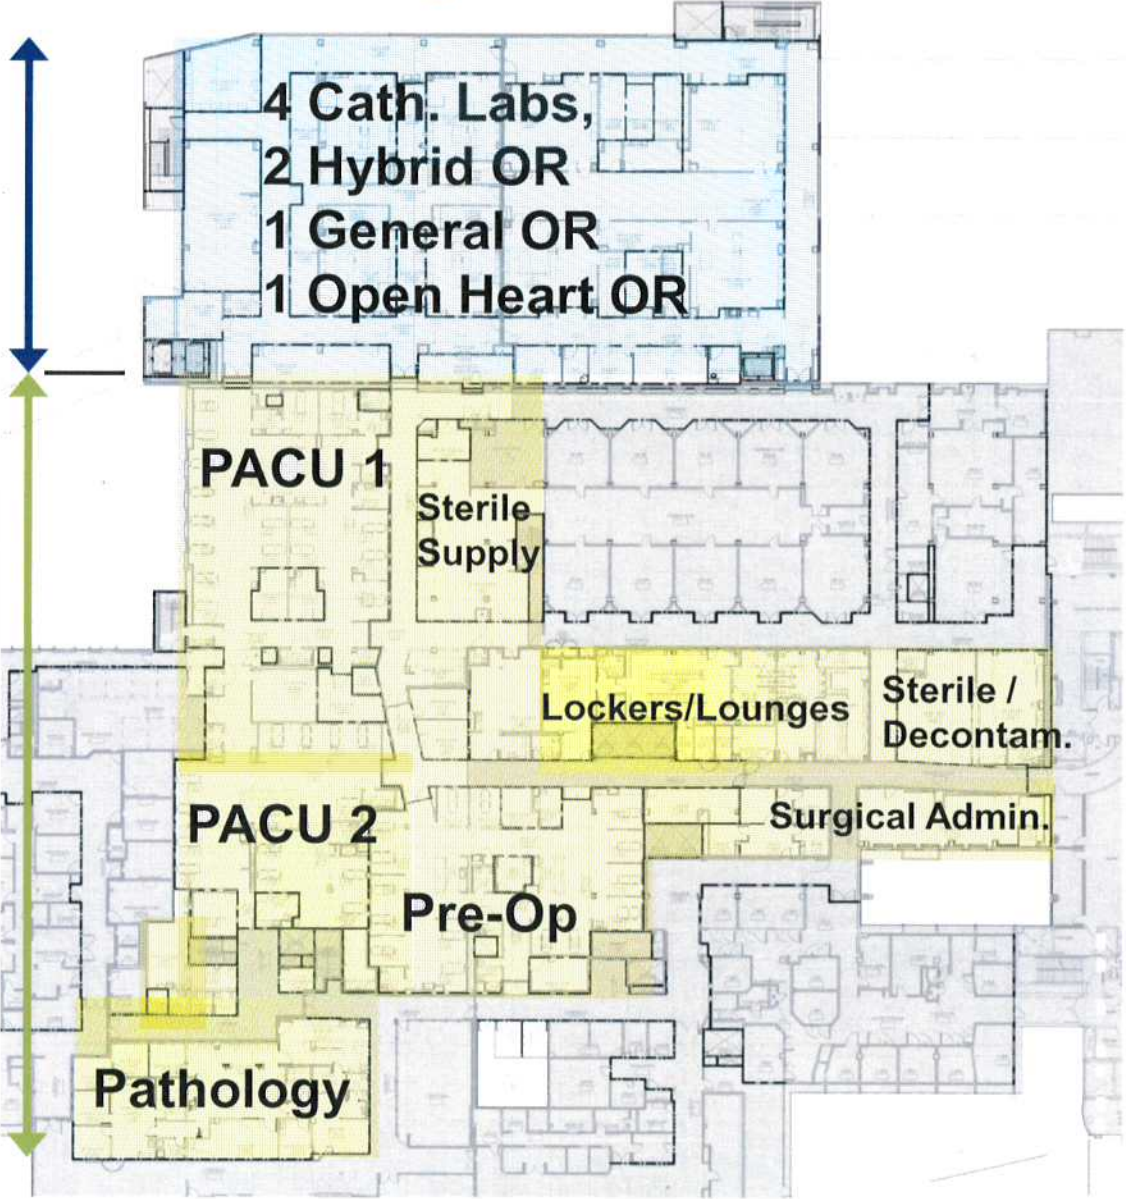 4 Cath. Labs,
2 Hybrid OR
1 General OR
1 Open Heart OR
PACU 1
Sterile
Supply
Lockers/Lounges
Sterile /
Decontam.
PACU 2
Surgical Admin.
Pre-Op
Pathology